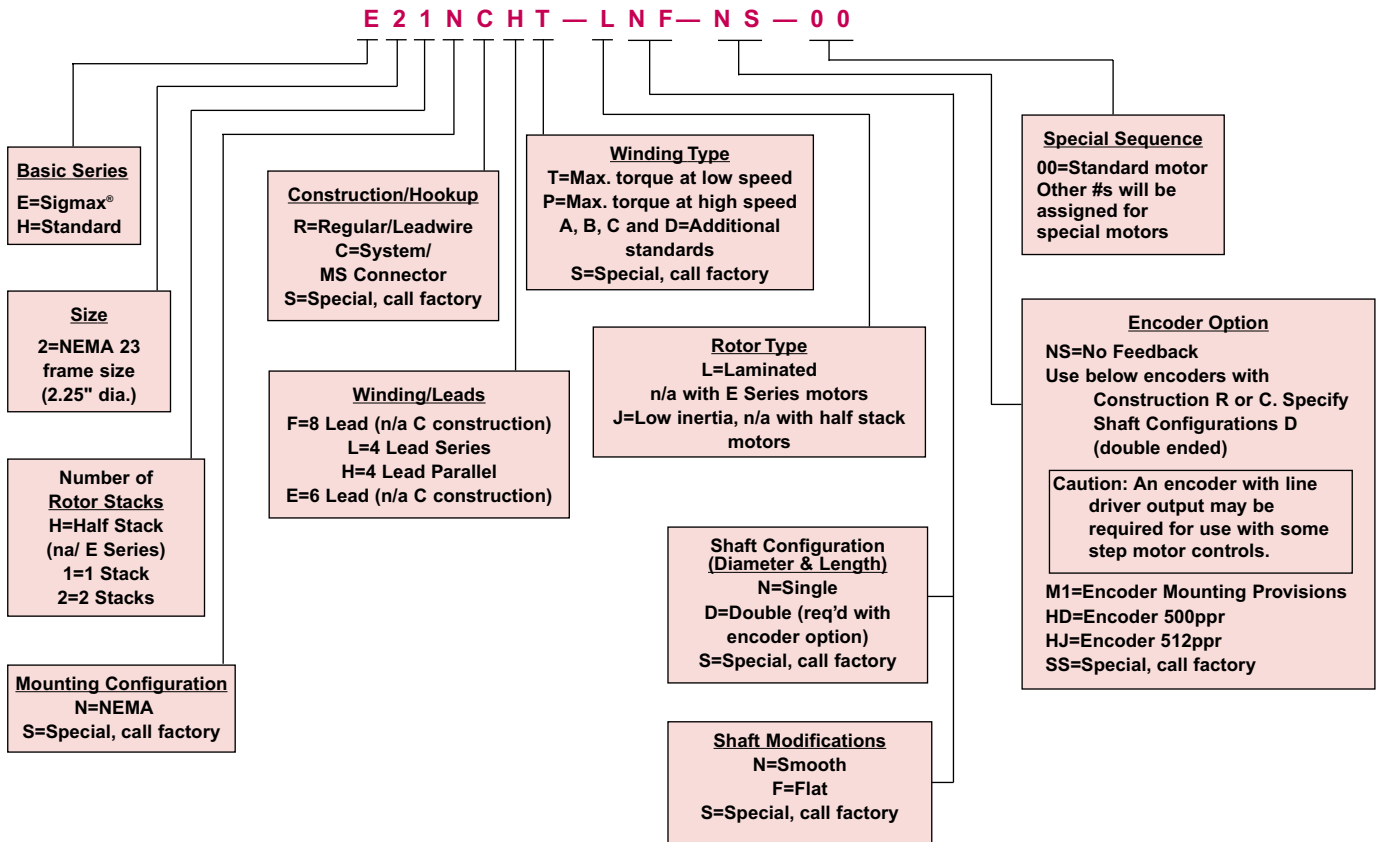 E 2 1 N C H T — L N F — N S — 0 0
Basic Series
E=Sigmax®
H=Standard
Size
2=NEMA 23
frame size
(2.25" dia.)
Number of
Rotor Stacks
H=Half Stack
(na/ E Series)
1=1 Stack
2=2 Stacks
Mounting Configuration
N=NEMA
S=Special, call factory
Construction/Hookup
R=Regular/Leadwire
C=System/
MS Connector
S=Special, call factory
Winding/Leads
F=8 Lead (n/a C construction)
L=4 Lead Series
H=4 Lead Parallel
E=6 Lead (n/a C construction)
Winding Type
T=Max. torque at low speed
P=Max. torque at high speed
A, B, C and D=Additional
standards
S=Special, call factory
Rotor Type
L=Laminated
n/a with E Series motors
J=Low inertia, n/a with half stack
motors
Shaft Configuration
(Diameter & Length)
N=Single
D=Double (req'd with
encoder option)
S=Special, call factory
Shaft Modifications
N=Smooth
F=Flat
S=Special, call factory
Special Sequence
00=Standard motor
Other #s will be
assigned for
special motors
Encoder Option
NS=No Feedback
Use below encoders with
Construction R or C. Specify
Shaft Configurations D
(double ended)
Caution: An encoder with line
driver output may be
required for use with some
step motor controls.
M1=Encoder Mounting Provisions
HD=Encoder 500ppr
HJ=Encoder 512ppr
SS=Special, call factory